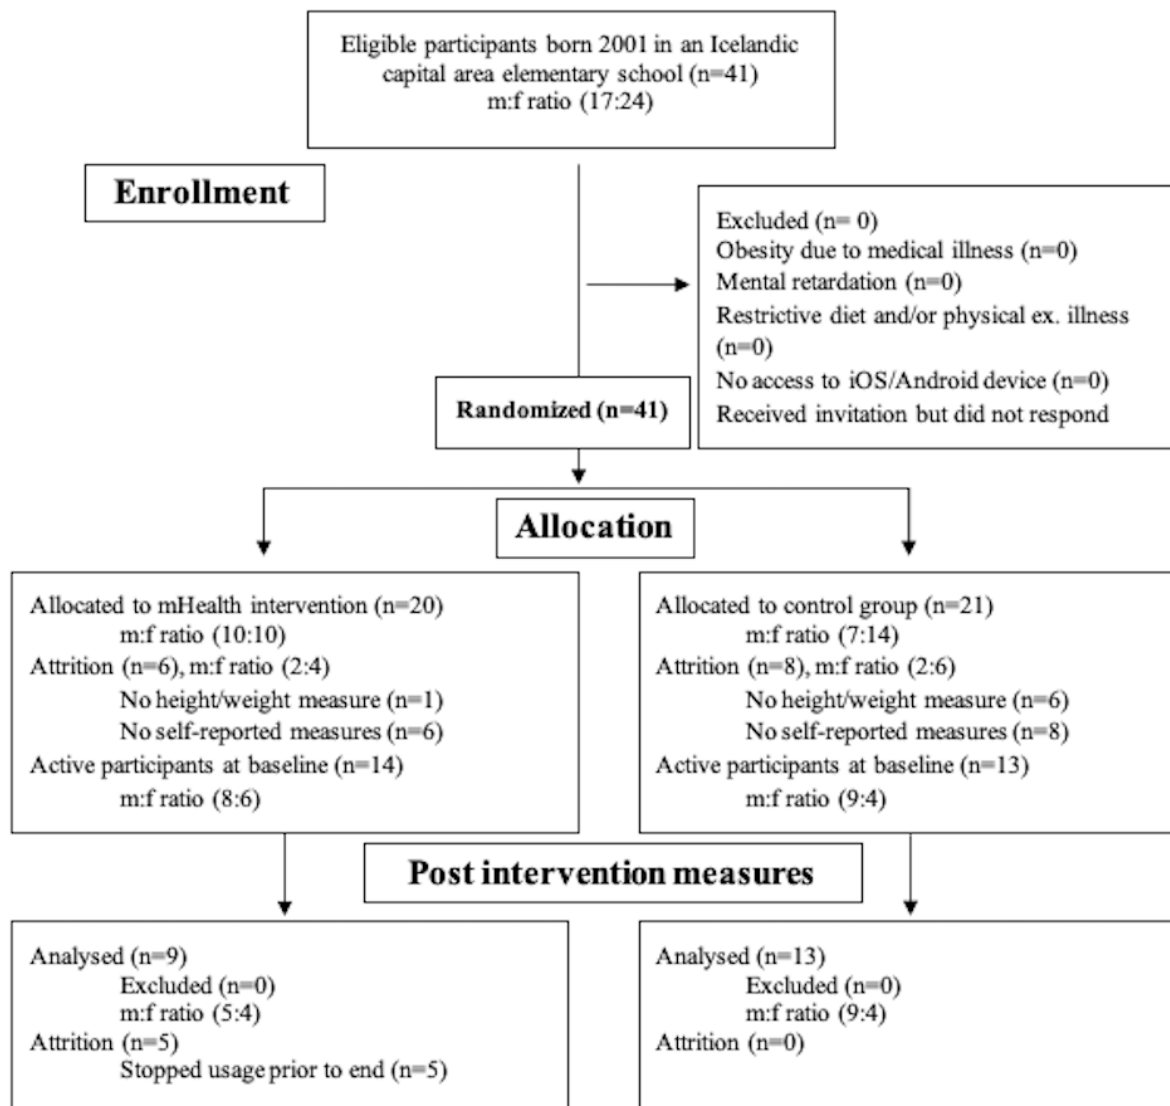 Eligible participants born 2001 in an Icelandic
capital area elementary school (n=41)
m:f ratio (17:24)
Enrollment
Excluded (n= 0)
Obesity due to medical illness (n=0)
Mental retardation (n=0)
Restrictive diet and/or physical ex. illness
(n=0)
No access to iOS/Android device (n=0)
Received invitation but did not respond
Randomized (n=41)
Allocation
Allocated to mHealth intervention (n=20)
m:f ratio (10:10)
Attrition (n=6), m:f ratio (2:4)
No height/weight measure (n=1)
No self-reported measures (n=6)
Active participants at baseline (n=14)
m:f ratio (8:6)
Allocated to control group (n=21)
m:f ratio (7:14)
Attrition (n=8), m:f ratio (2:6)
No height/weight measure (n=6)
No self-reported measures (n=8)
Active participants at baseline (n=13)
m:f ratio (9:4)
Post intervention measures
Analysed (n=9)
Excluded (n=0)
m:f ratio (5:4)
Attrition (n=5)
Stopped usage prior to end (n=5)
Analysed (n=13)
Excluded (n=0)
m:f ratio (9:4)
Attrition (n=0)